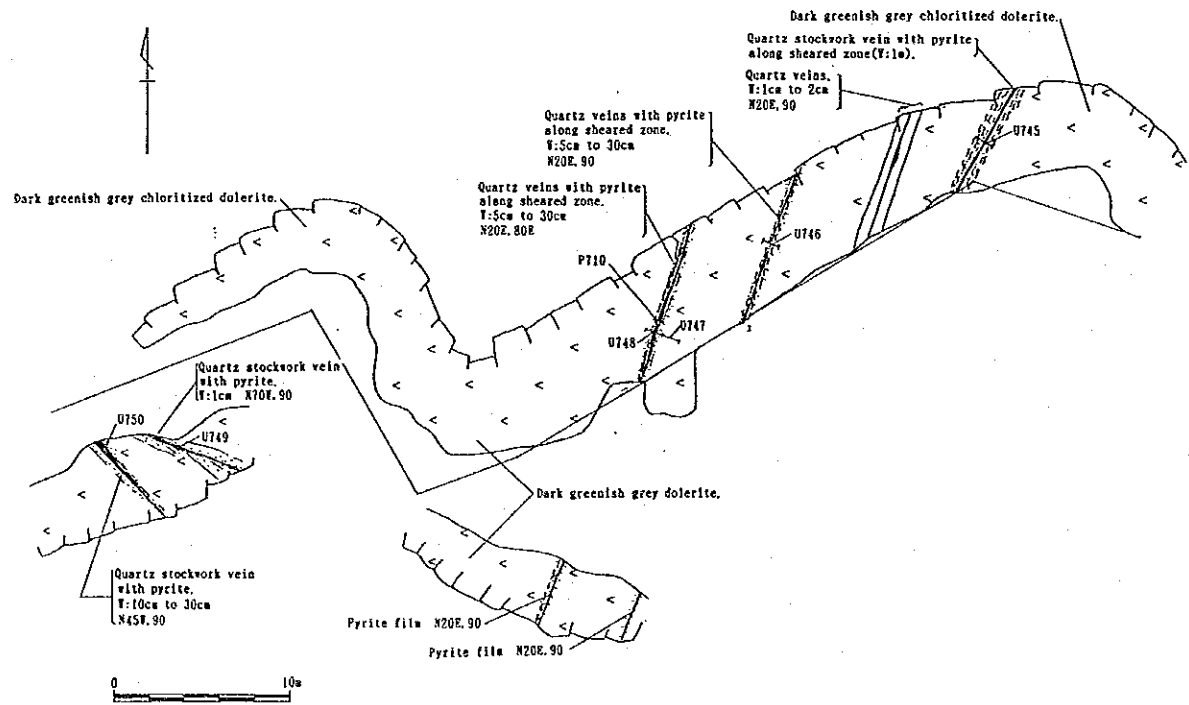 Dark greenish grey chloritized dolerite.
Quartz stockwork vein with pyrite
along sheared zone(W:1m).
Quartz veins.
W:1cm to 2cm
N20E,90
U745
Quartz veins with pyrite
along sheared zone.
W:5cm to 30cm
N20E,90
Quartz veins with pyrite
along sheared zone.
W:5cm to 30cm
N20E,80E
Dark greenish grey chloritized dolerite.
U746
P710
U747
U748
Quartz stockwork vein
with pyrite.
W:1cm N70W,90
U750
U749
Dark greenish grey dolerite.
Quartz stockwork vein
with pyrite.
W:10cm to 30cm
N45W,90
Pyrite film N20E,90
Pyrite film N20E,90
0 10m